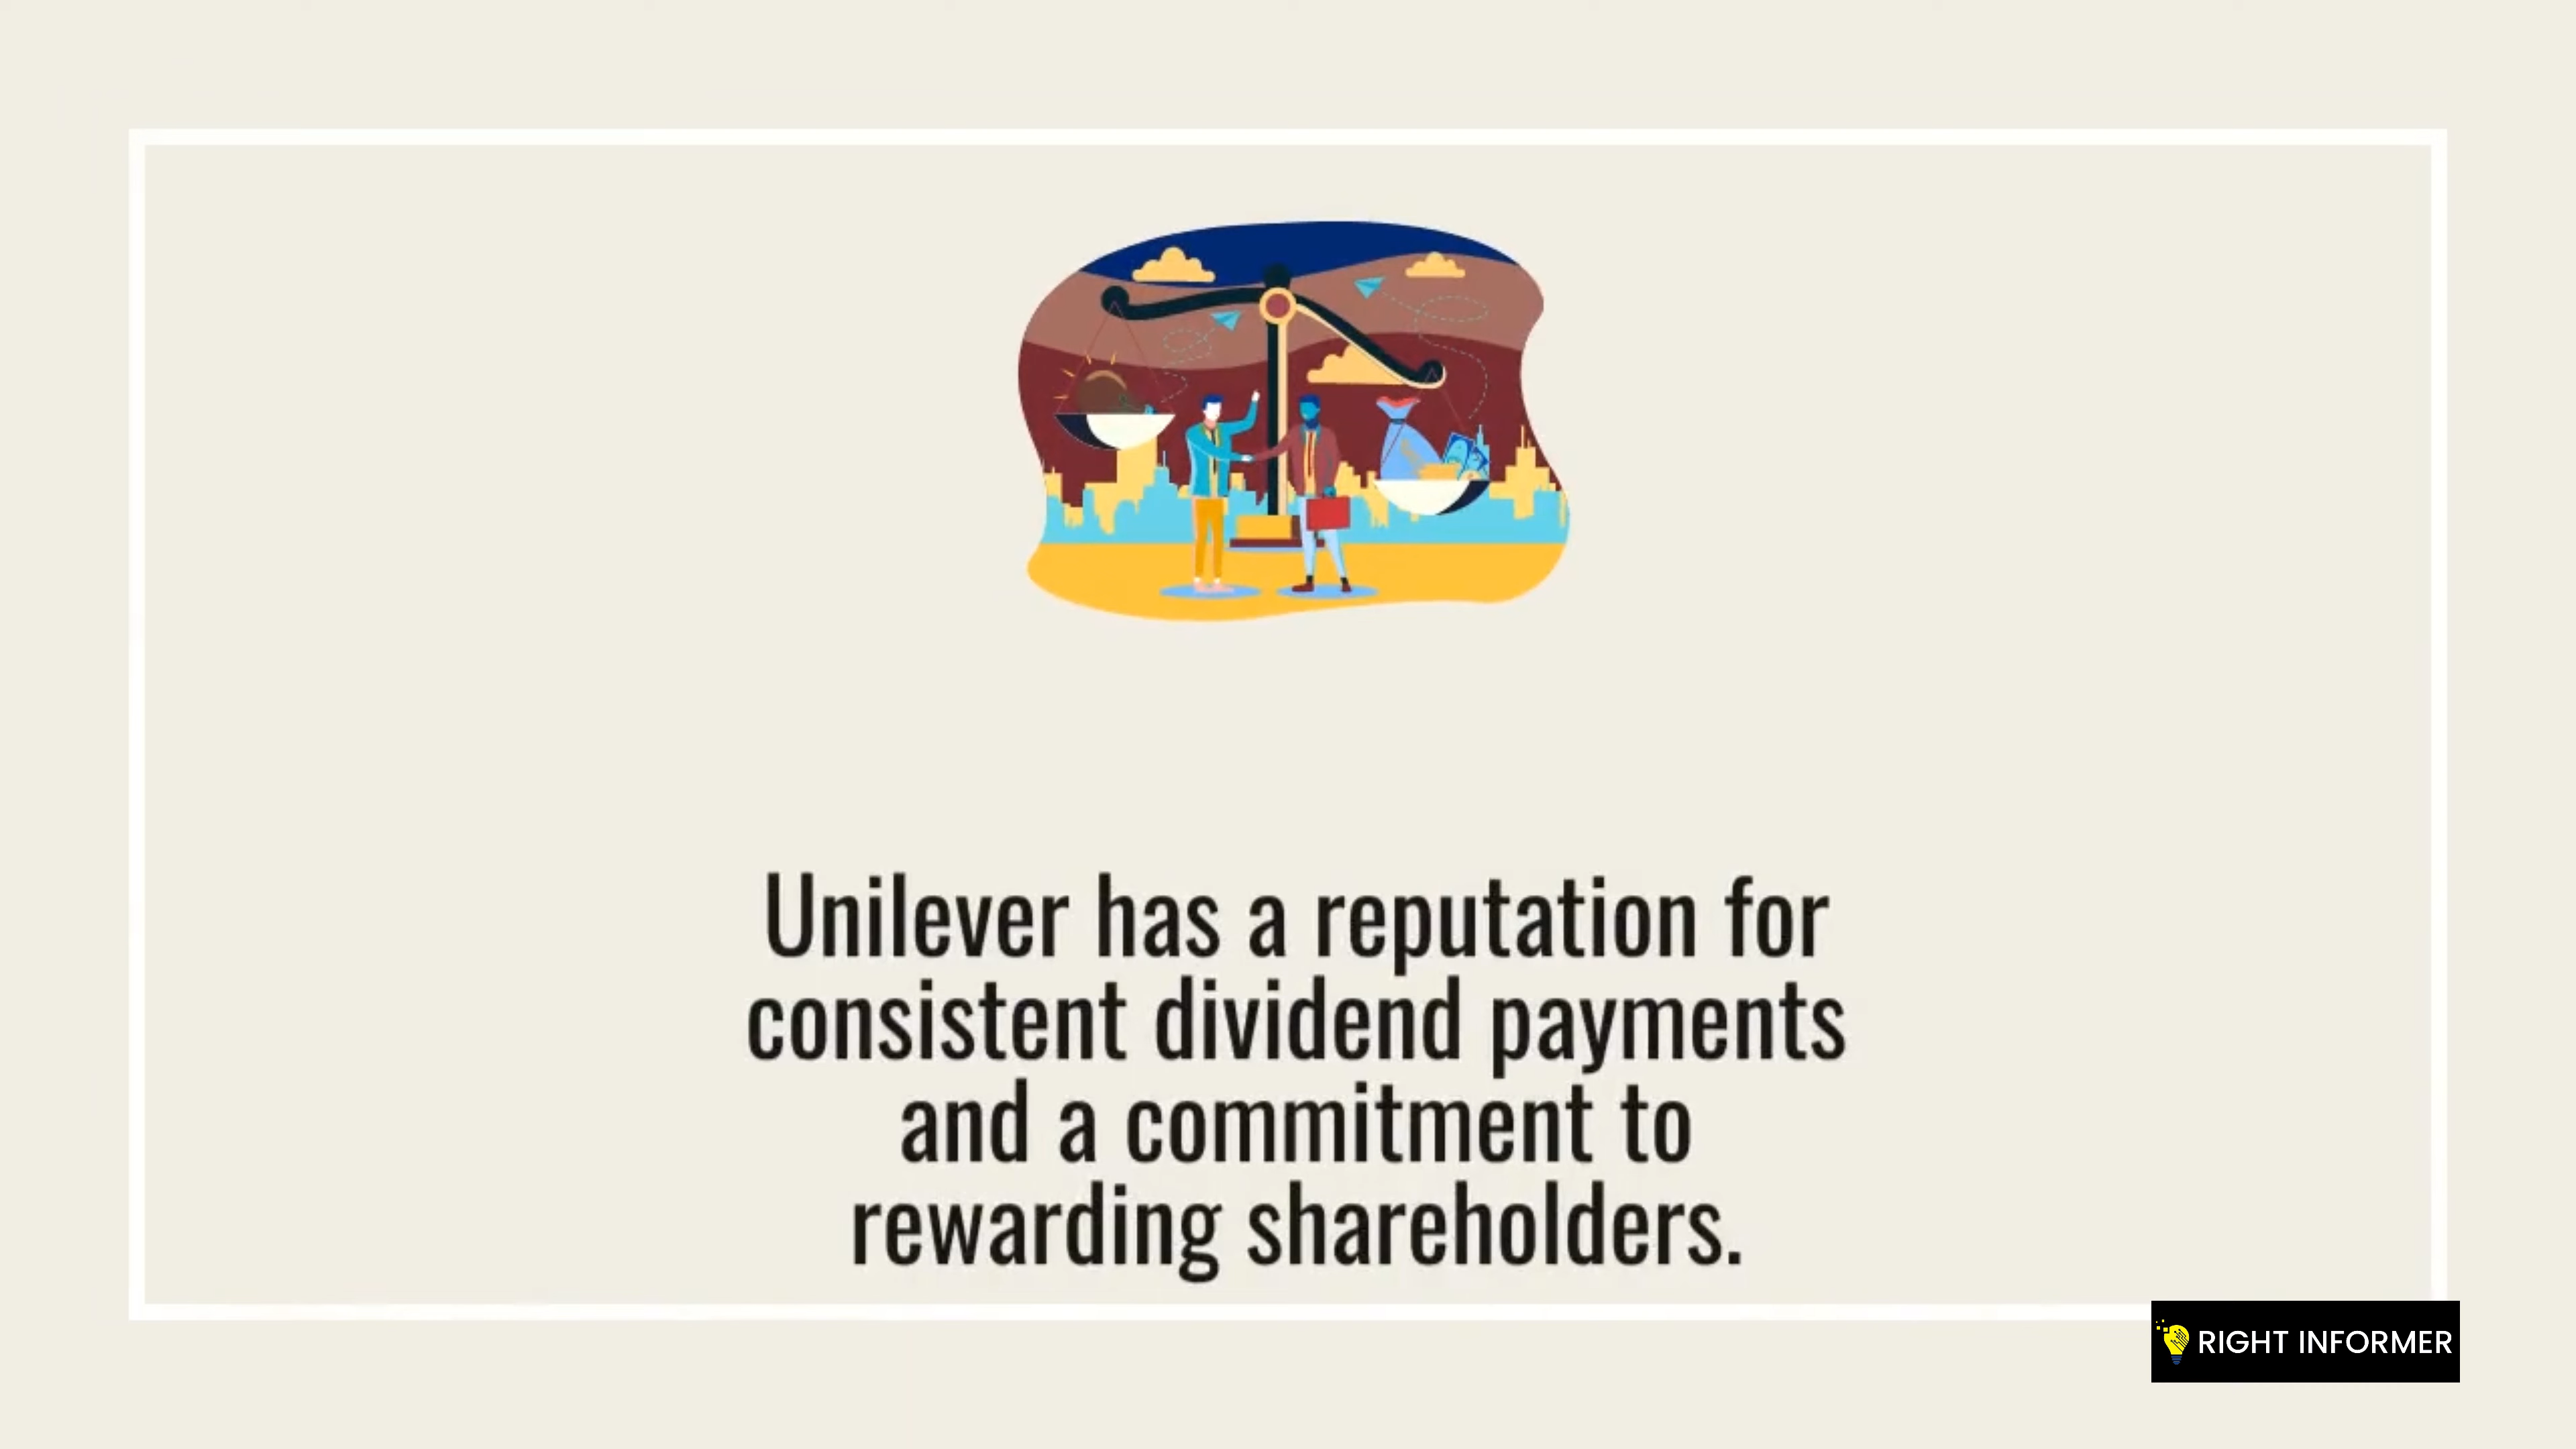 Unilever has a reputation for
consistent dividend payments
and a commitment to
rewarding shareholders.
RIGHT INFORMER